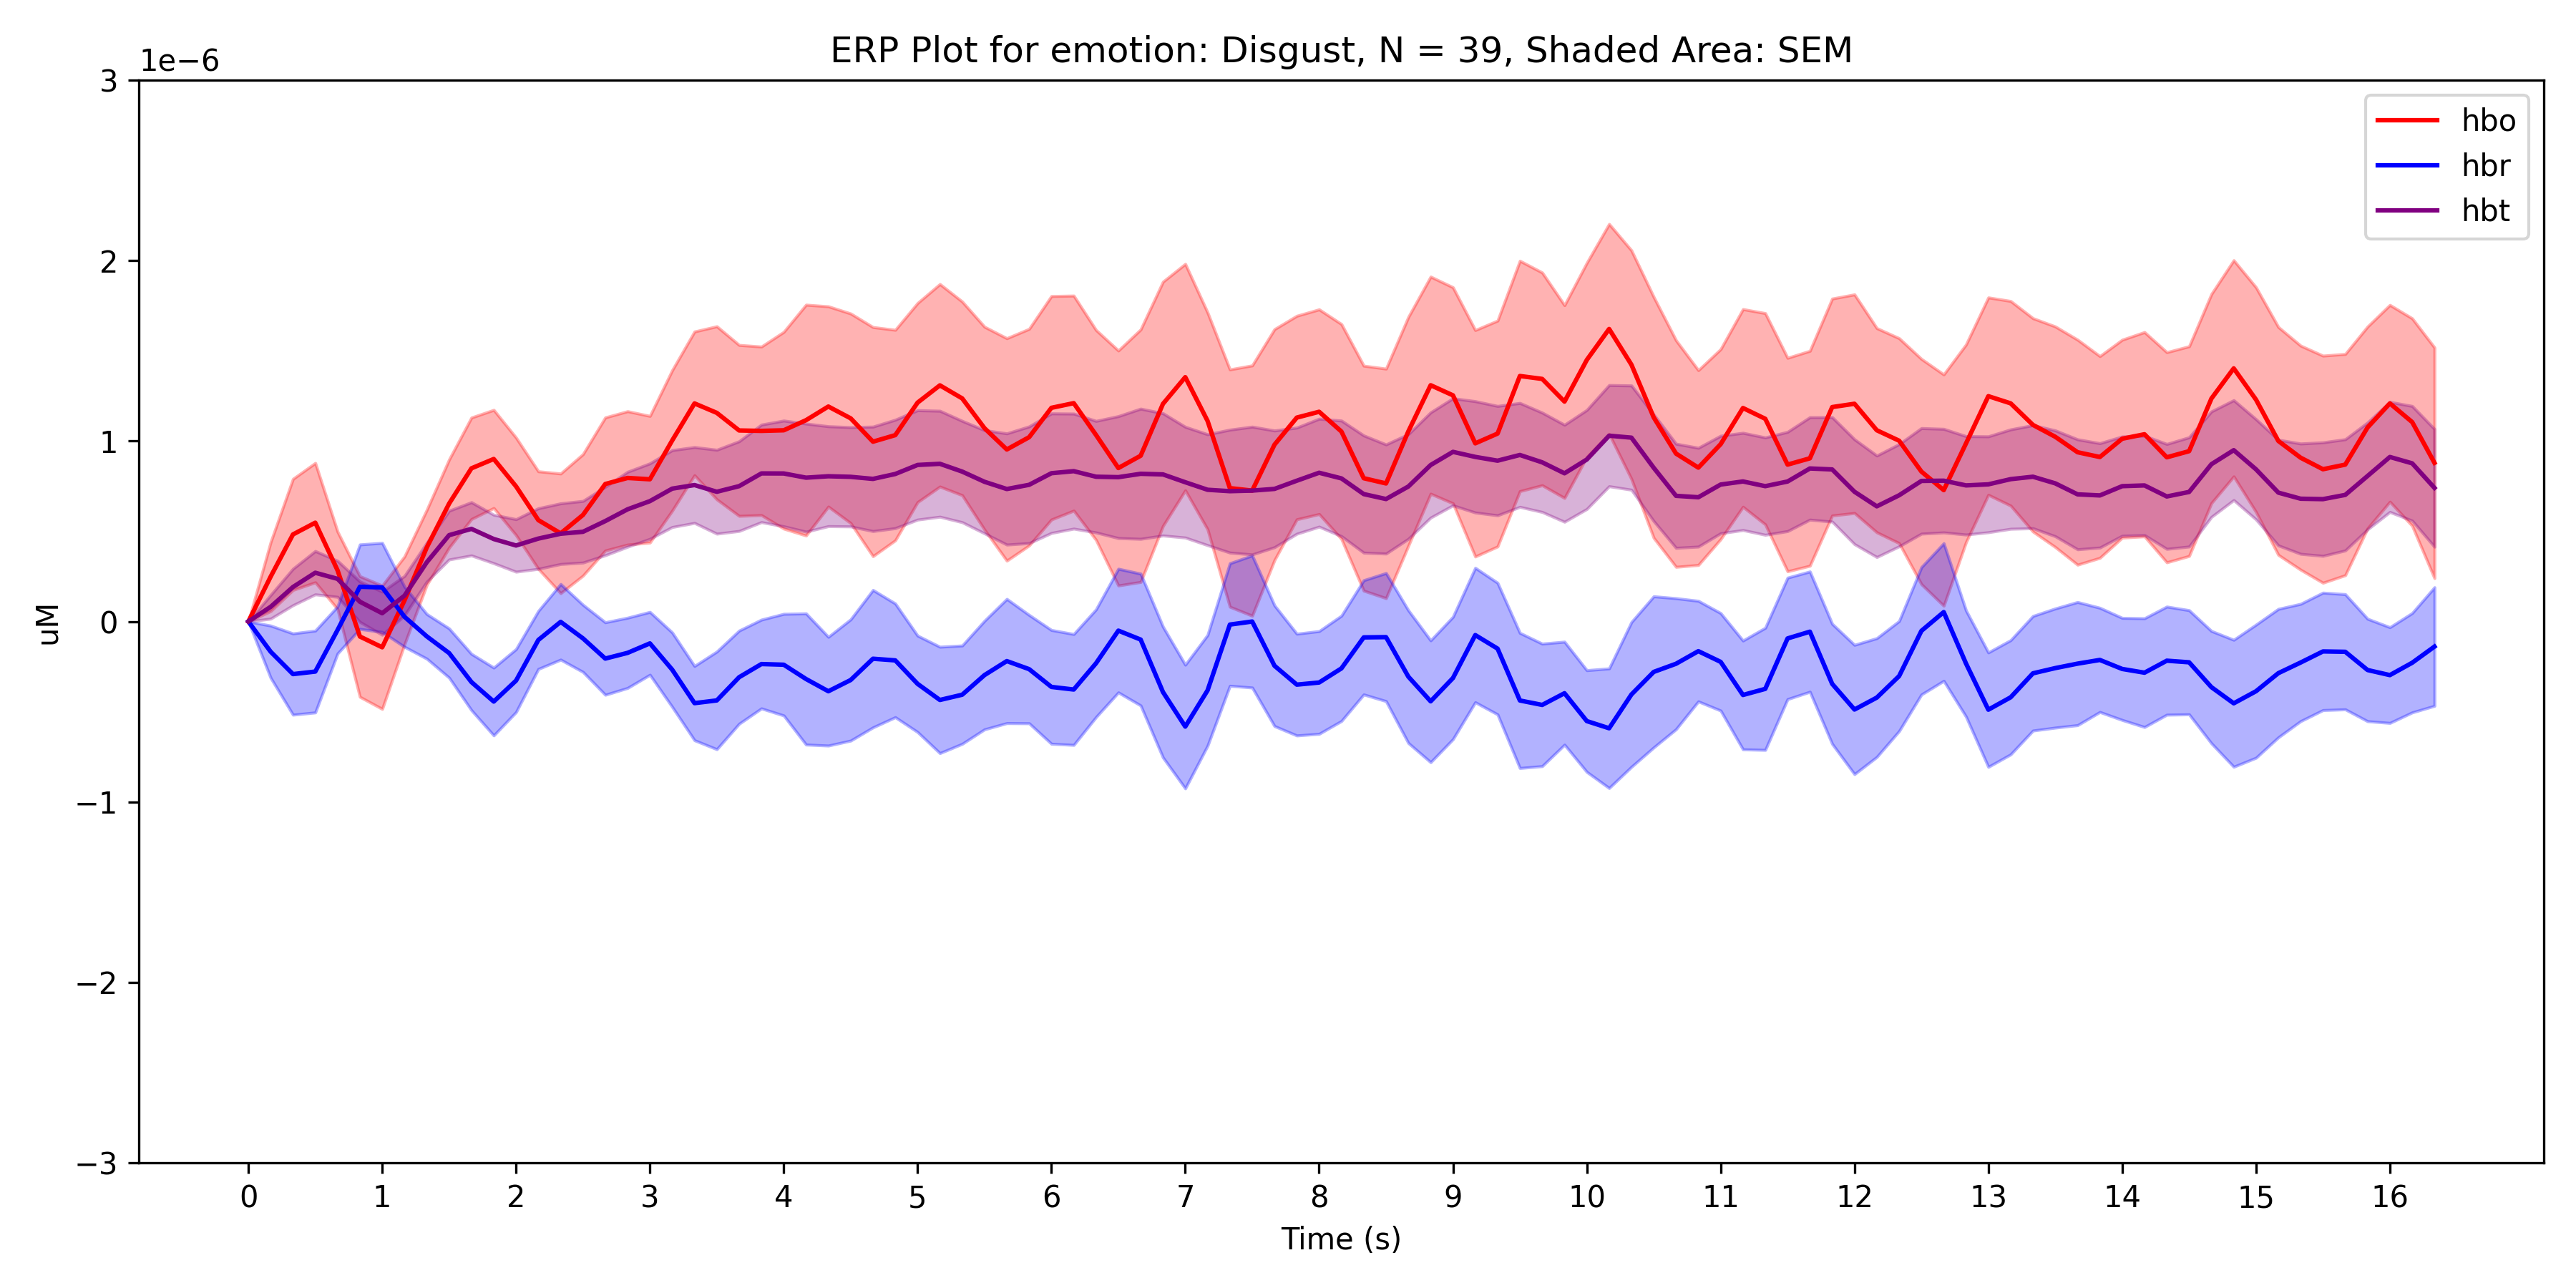 ERP Plot for emotion: Disgust, N = 39, Shaded Area: SEM
1e−6
3
2
1
0
−1
−2
−3
uM
hbo
hbr
hbt
0 1 2 3 4 5 6 7 8 9 10 11 12 13 14 15 16
Time (s)